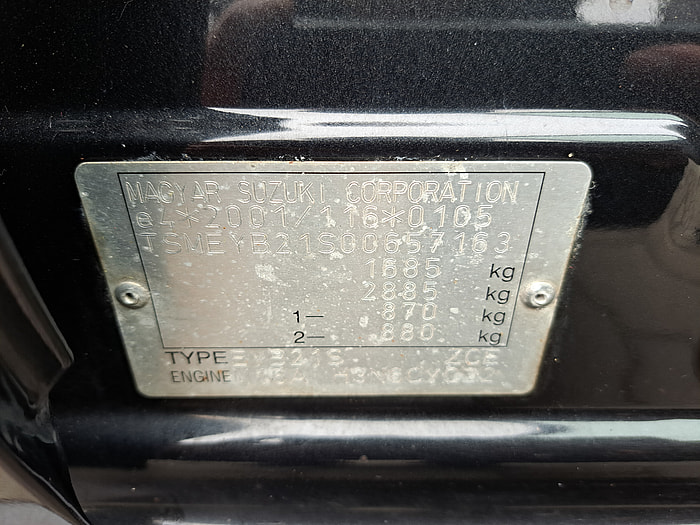 MAGYAR SUZUKI CORPORATION
e4*2001/116*0105
TSMEYB21S00657163
1685 kg
2885 kg
1— 870 kg
2— 880 kg
TYPE
ENGINE